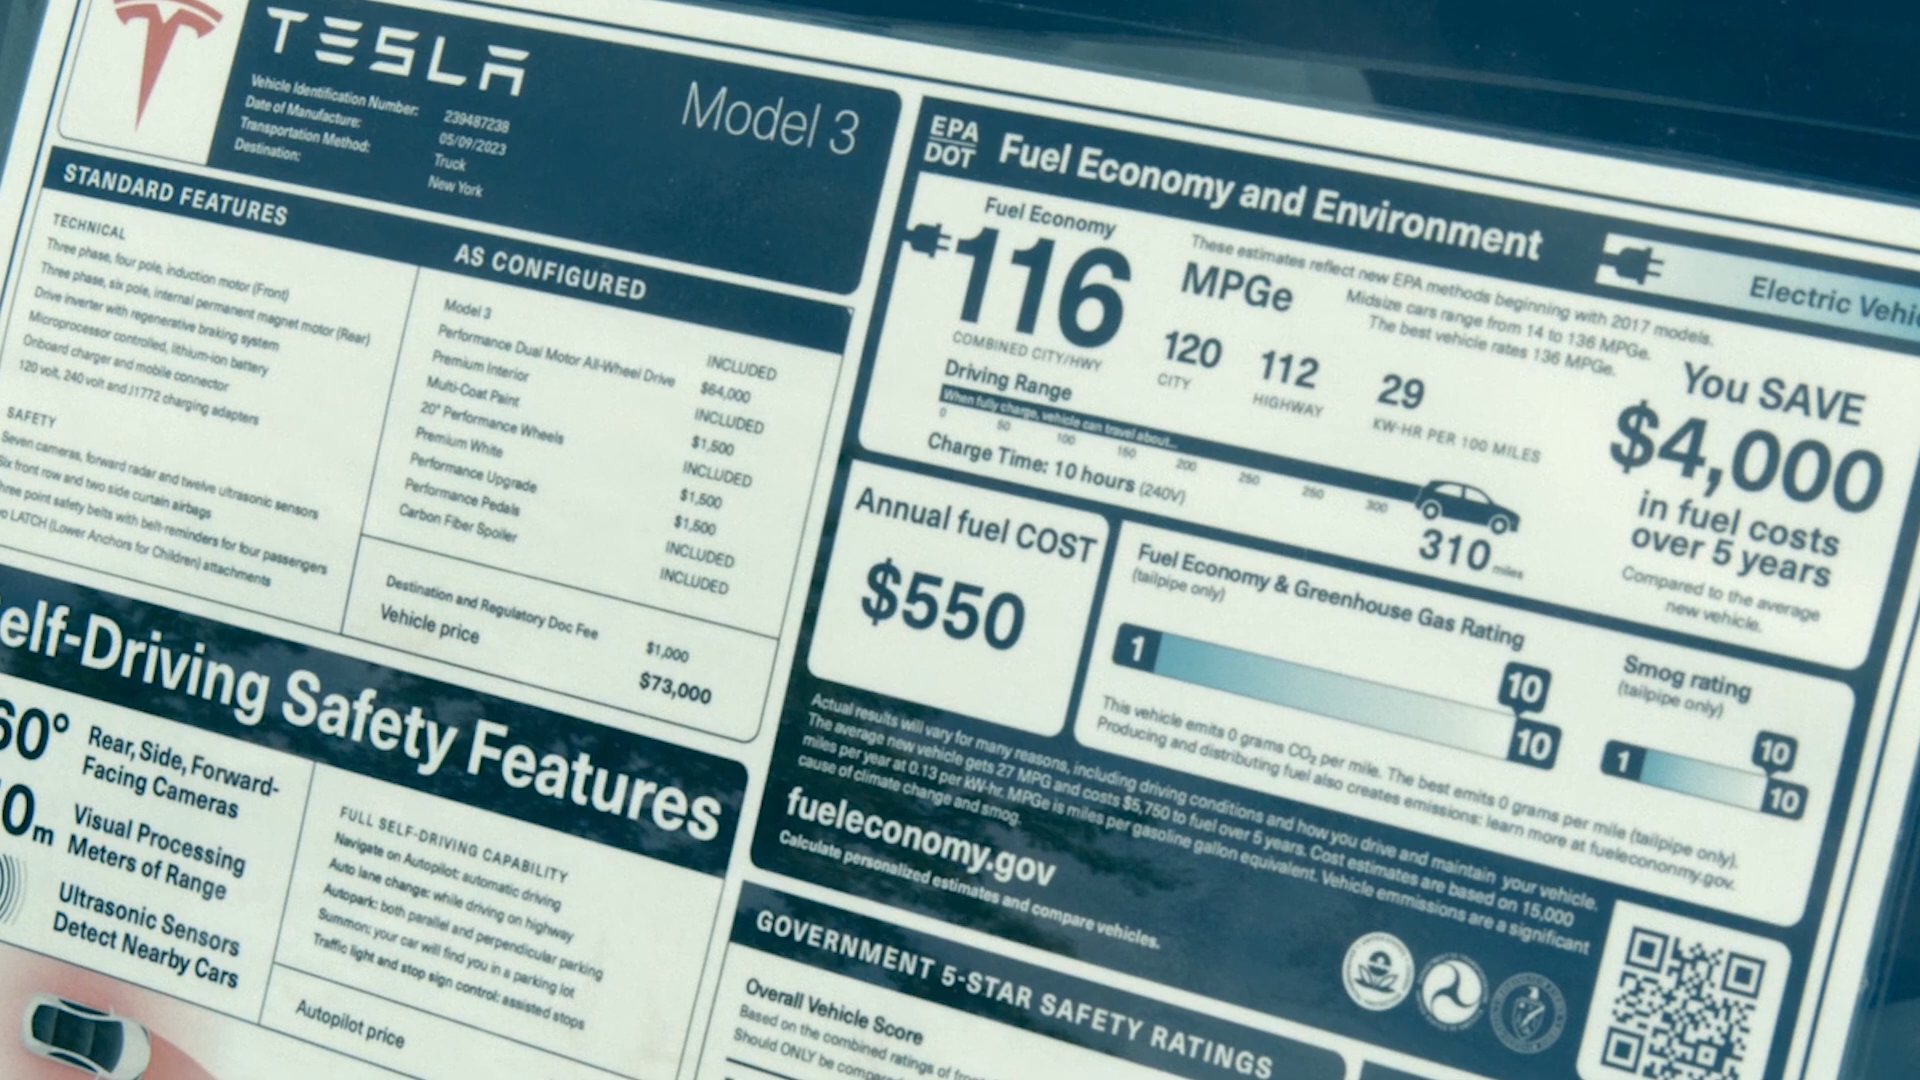 TESLA
Model 3
Vehicle Identification Number: 239487238
Date of Manufacture: 05/09/2023
Transportation Method: Truck
Destination: New York
STANDARD FEATURES
TECHNICAL
Three phase, four pole, induction motor (Front)
Three phase, six pole, internal permanent magnet motor (Rear)
Drive inverter with regenerative braking system
Microprocessor controlled, lithium-ion battery
Onboard charger and mobile connector
120 volt, 240 volt and J1772 charging adapters
SAFETY
Seven cameras, forward radar and twelve ultrasonic sensors
Six front row and two side curtain airbags
three point safety belts with belt-reminders for four passengers
LATCH (Lower Anchors for Children) attachments
AS CONFIGURED
Model 3 INCLUDED
Performance Dual Motor All-Wheel Drive $64,000
Premium Interior INCLUDED
Multi-Coat Paint $1,500
20" Performance Wheels INCLUDED
Premium White $1,500
Performance Upgrade $1,500
Performance Pedals INCLUDED
Carbon Fiber Spoiler INCLUDED
Destination and Regulatory Doc Fee $1,000
Vehicle price $73,000
elf-Driving Safety Features
60°
Rear, Side, Forward-
Facing Cameras
0m
Visual Processing
Meters of Range
Ultrasonic Sensors
Detect Nearby Cars
FULL SELF-DRIVING CAPABILITY
Navigate on Autopilot: automatic driving
Auto lane change: while driving on highway
Autopark: both parallel and perpendicular parking
Summon: your car will find you in a parking lot
Traffic light and stop sign control: assisted stops
Autopilot price
EPA
DOT
Fuel Economy and Environment
Electric Vehic
Fuel Economy
116
MPGe
COMBINED CITY/HWY
120
CITY
112
HIGHWAY
29
KW-HR PER 100 MILES
These estimates reflect new EPA methods beginning with 2017 models.
Midsize cars range from 14 to 136 MPGe.
The best vehicle rates 136 MPGe.
Driving Range
When fully charge, vehicle can travel about...
0 50 100 150 200 250 250 300
310 miles
Charge Time: 10 hours (240V)
You SAVE
$4,000
in fuel costs
over 5 years
Compared to the average
new vehicle.
Annual fuel COST
$550
Fuel Economy & Greenhouse Gas Rating
(tailpipe only)
1
10
10
Smog rating
(tailpipe only)
1
10
10
This vehicle emits 0 grams CO₂ per mile. The best emits 0 grams per mile (tailpipe only).
Producing and distributing fuel also creates emissions: learn more at fueleconomy.gov.
Actual results will vary for many reasons, including driving conditions and how you drive and maintain your vehicle.
The average new vehicle gets 27 MPG and costs $5,750 to fuel over 5 years. Cost estimates are based on 15,000
miles per year at 0.13 per kW-hr. MPGe is miles per gasoline gallon equivalent. Vehicle emmissions are a significant
cause of climate change and smog.
fueleconomy.gov
Calculate personalized estimates and compare vehicles.
GOVERNMENT 5-STAR SAFETY RATINGS
Overall Vehicle Score
Based on the combined ratings of
Should ONLY be